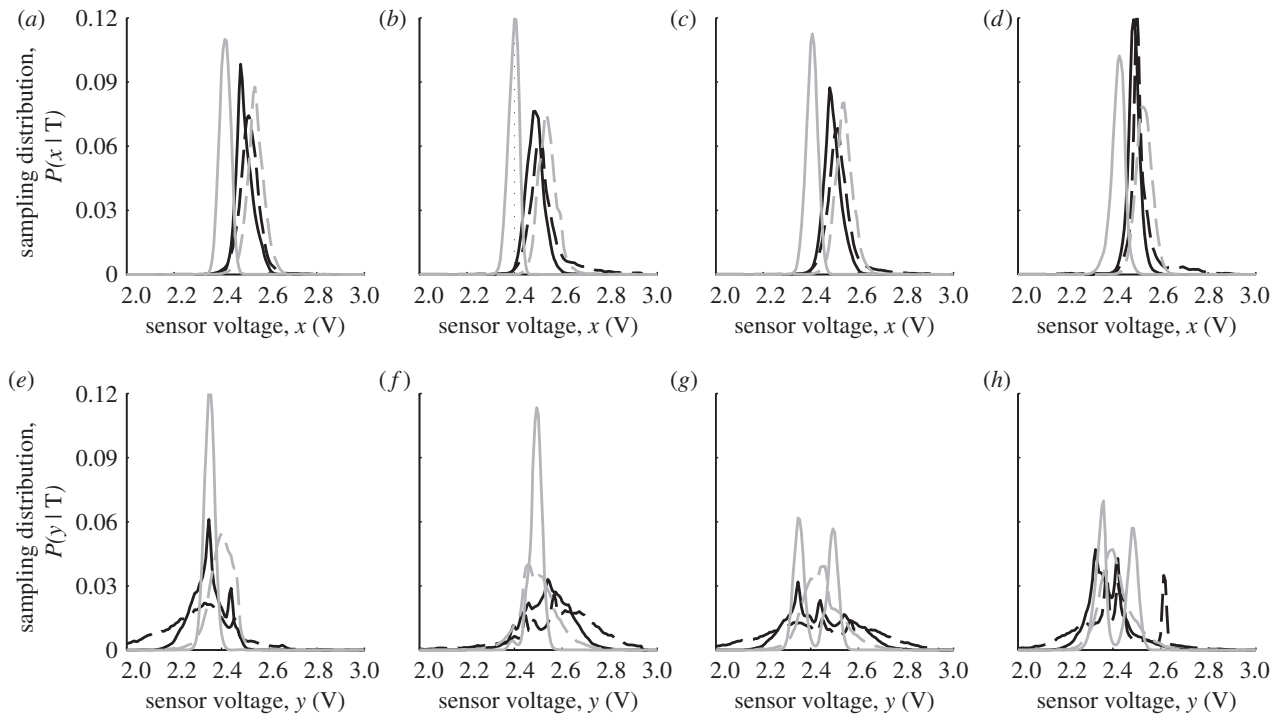 (a) (b) (c) (d)
sampling distribution,
P(x | T)
0.12
0.09
0.06
0.03
0
2.0 2.2 2.4 2.6 2.8 3.0
sensor voltage, x (V)
2.0 2.2 2.4 2.6 2.8 3.0
sensor voltage, x (V)
2.0 2.2 2.4 2.6 2.8 3.0
sensor voltage, x (V)
2.0 2.2 2.4 2.6 2.8 3.0
sensor voltage, x (V)
(e) (f) (g) (h)
sampling distribution,
P(y | T)
0.12
0.09
0.06
0.03
0
2.0 2.2 2.4 2.6 2.8 3.0
sensor voltage, y (V)
2.0 2.2 2.4 2.6 2.8 3.0
sensor voltage, y (V)
2.0 2.2 2.4 2.6 2.8 3.0
sensor voltage, y (V)
2.0 2.2 2.4 2.6 2.8 3.0
sensor voltage, y (V)